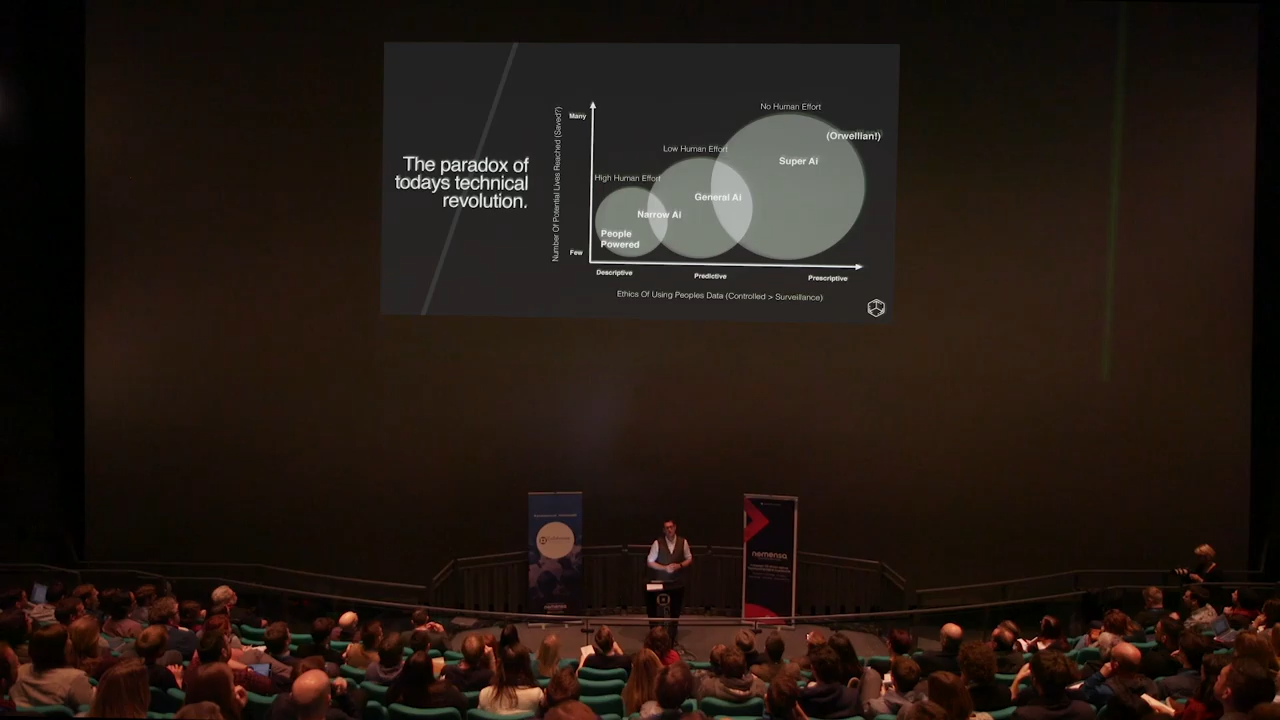 The paradox of
todays technical
revolution.
Number Of Potential Lives Reached (Saved?)
Many
Few
No Human Effort
(Orwellian!)
Low Human Effort
Super Ai
High Human Effort
General Ai
Narrow Ai
People
Powered
Descriptive
Predictive
Prescriptive
Ethics Of Using Peoples Data (Controlled > Surveillance)
nomensa